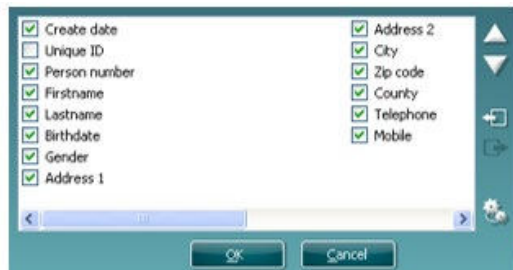 Create date
Unique ID
Person number
Firstname
Lastname
Birthdate
Gender
Address 1
Address 2
City
Zip code
County
Telephone
Mobile
OK
Cancel